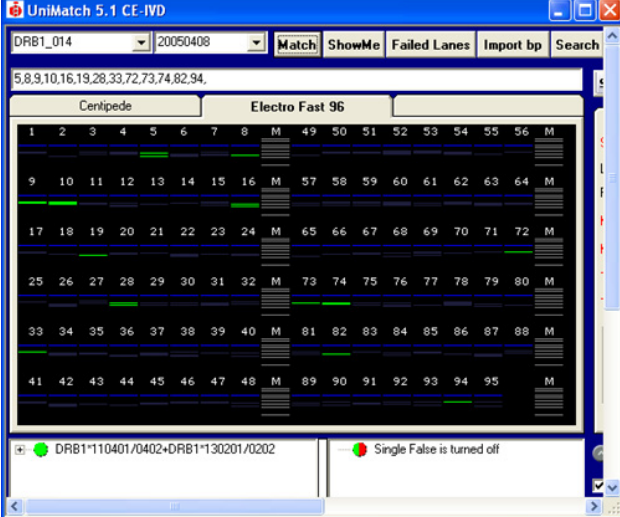 UniMatch 5.1 CE-IVD
DRB1_014 20050408 Match ShowMe Failed Lanes Import bp Search
5,8,9,10,16,19,28,33,72,73,74,82,94,
Centipede Electro Fast 96
1 2 3 4 5 6 7 8 M 49 50 51 52 53 54 55 56 M
9 10 11 12 13 14 15 16 M 57 58 59 60 61 62 63 64 M
17 18 19 20 21 22 23 24 M 65 66 67 68 69 70 71 72 M
25 26 27 28 29 30 31 32 M 73 74 75 76 77 78 79 80 M
33 34 35 36 37 38 39 40 M 81 82 83 84 85 86 87 88 M
41 42 43 44 45 46 47 48 M 89 90 91 92 93 94 95 M
DRB1*110401/0402+DRB1*130201/0202 Single False is turned off